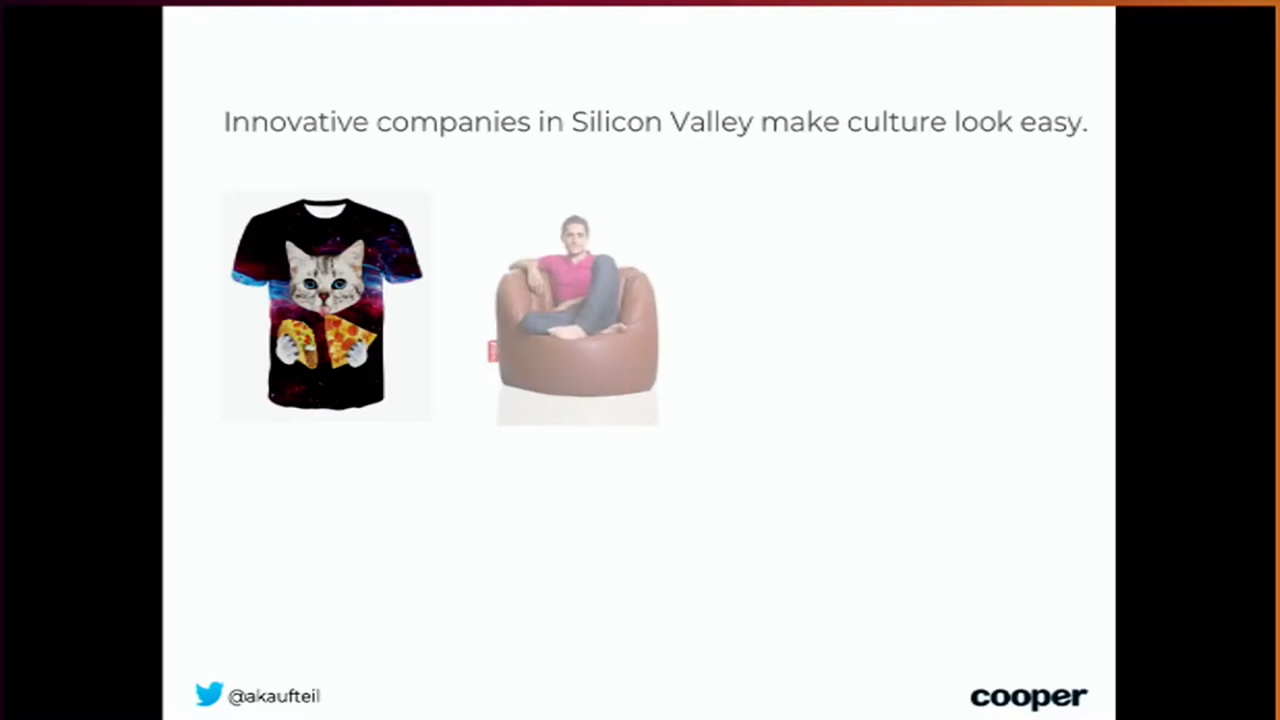 Innovative companies in Silicon Valley make culture look easy.
@akaufteil
cooper